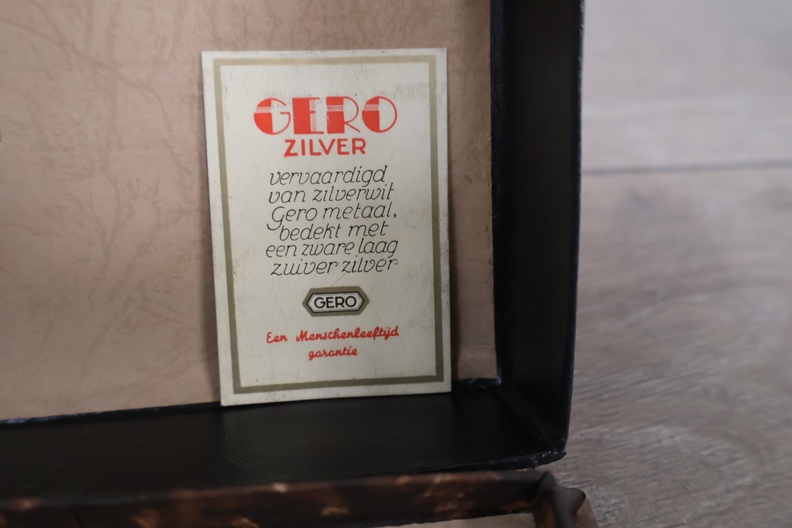 GERO
ZILVER
vervaardigd
van zilverwit
Gero metaal,
bedekt met
een zware laag
zuiver zilver
GERO
Een Menschenleeftijd
garantie